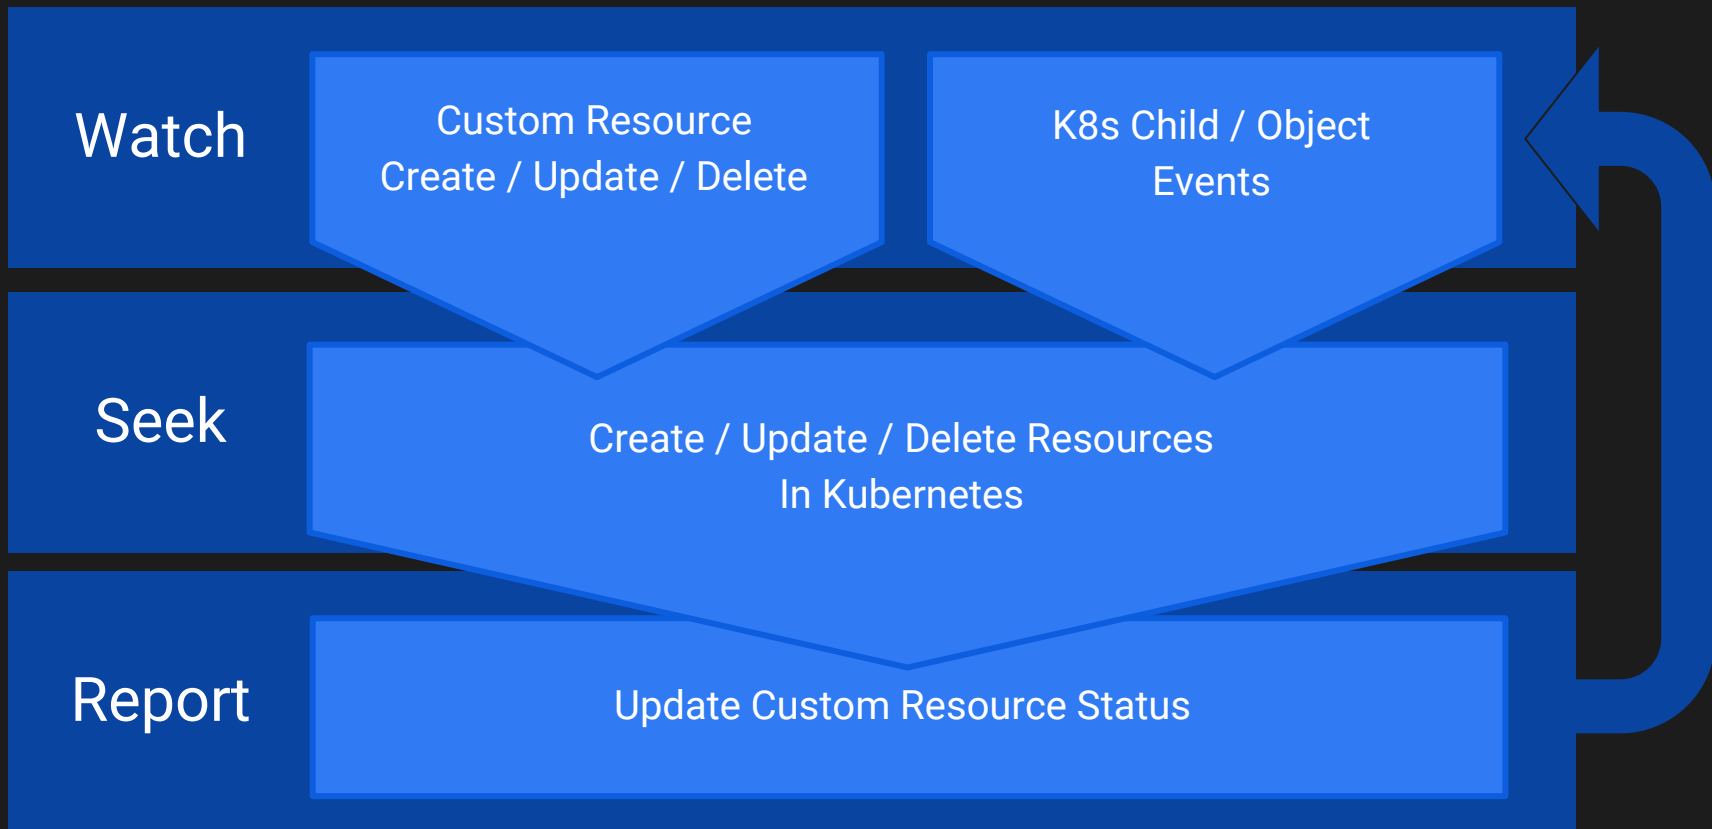 Watch
Custom Resource
Create / Update / Delete
K8s Child / Object
Events
Seek
Create / Update / Delete Resources
In Kubernetes
Report
Update Custom Resource Status